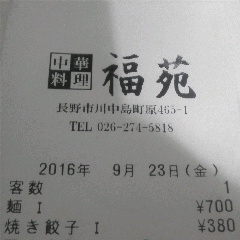 中華料理 福苑
長野市川中島町原465-1
TEL 026-274-5818
2016年 9月 23日(金)
客数 1
麺 I ¥700
焼き餃子 I ¥380